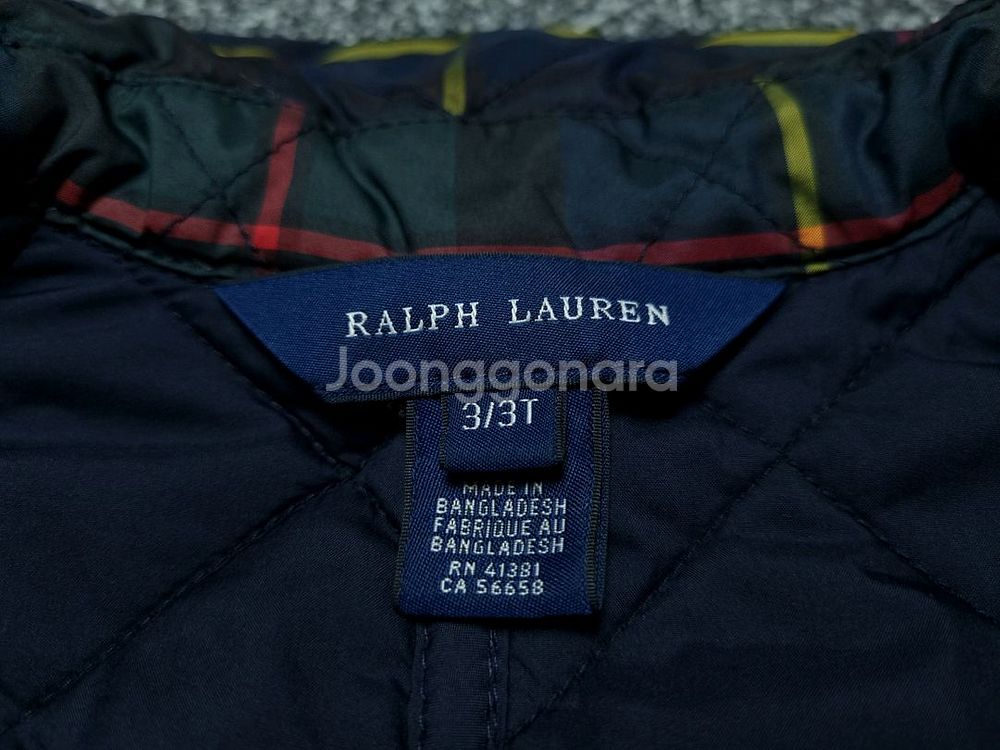 RALPH LAUREN
Joonggonara
3/3T
MADE IN
BANGLADESH
FABRIQUE AU
BANGLADESH
RN 41381
CA 56658